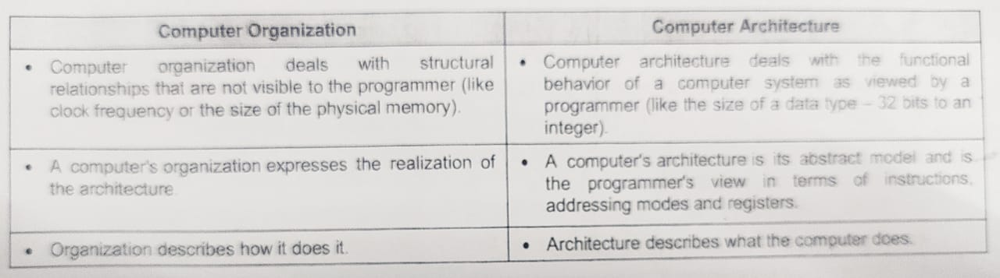 Computer Organization
Computer Architecture
• Computer organization deals with structural
relationships that are not visible to the programmer (like
clock frequency or the size of the physical memory).
• Computer architecture deals with the functional
behavior of a computer system as viewed by a
programmer (like the size of a data type – 32 bits to an
integer).
• A computer's organization expresses the realization of
the architecture
• A computer's architecture is its abstract model and is
the programmer's view in terms of instructions,
addressing modes and registers.
• Organization describes how it does it.
• Architecture describes what the computer does.